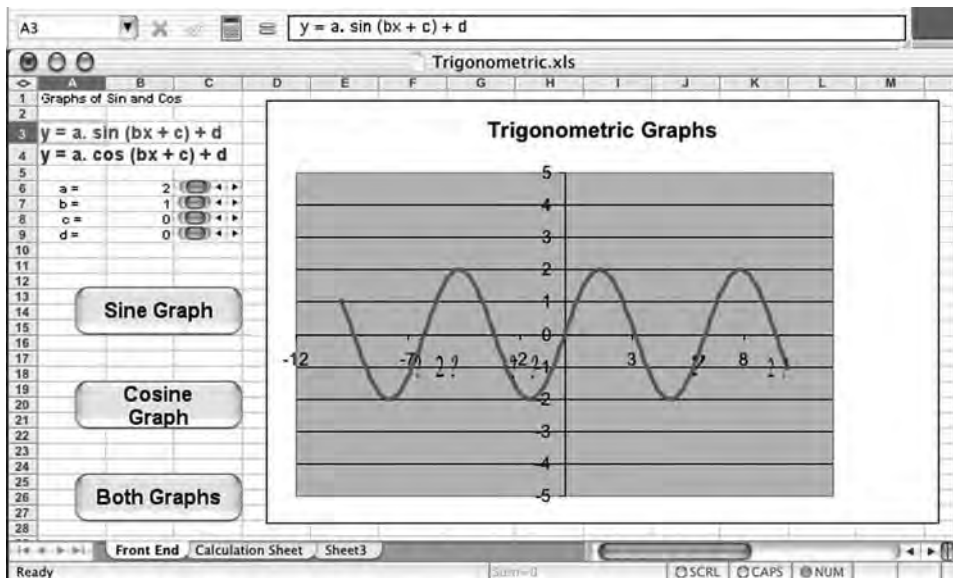 A3 = y = a. sin (bx + c) + d
Trigonometric.xls
A B C D E F G H I J K L M
1 Graphs of Sin and Cos
2
3 y = a. sin (bx + c) + d
4 y = a. cos (bx + c) + d
5
6 a = 2
7 b = 1
8 c = 0
9 d = 0
10
11
12
13
14
15
16
17
18
19
20
21
22
23
24
25
26
27
28
Sine Graph
Cosine
Graph
Both Graphs
Trigonometric Graphs
5
4
3
2
1
0
-12 -7 -2 3 8
-1
-2
-3
-4
-5
Front End Calculation Sheet Sheet3
Ready Sum=0 SCRL CAPS NUM